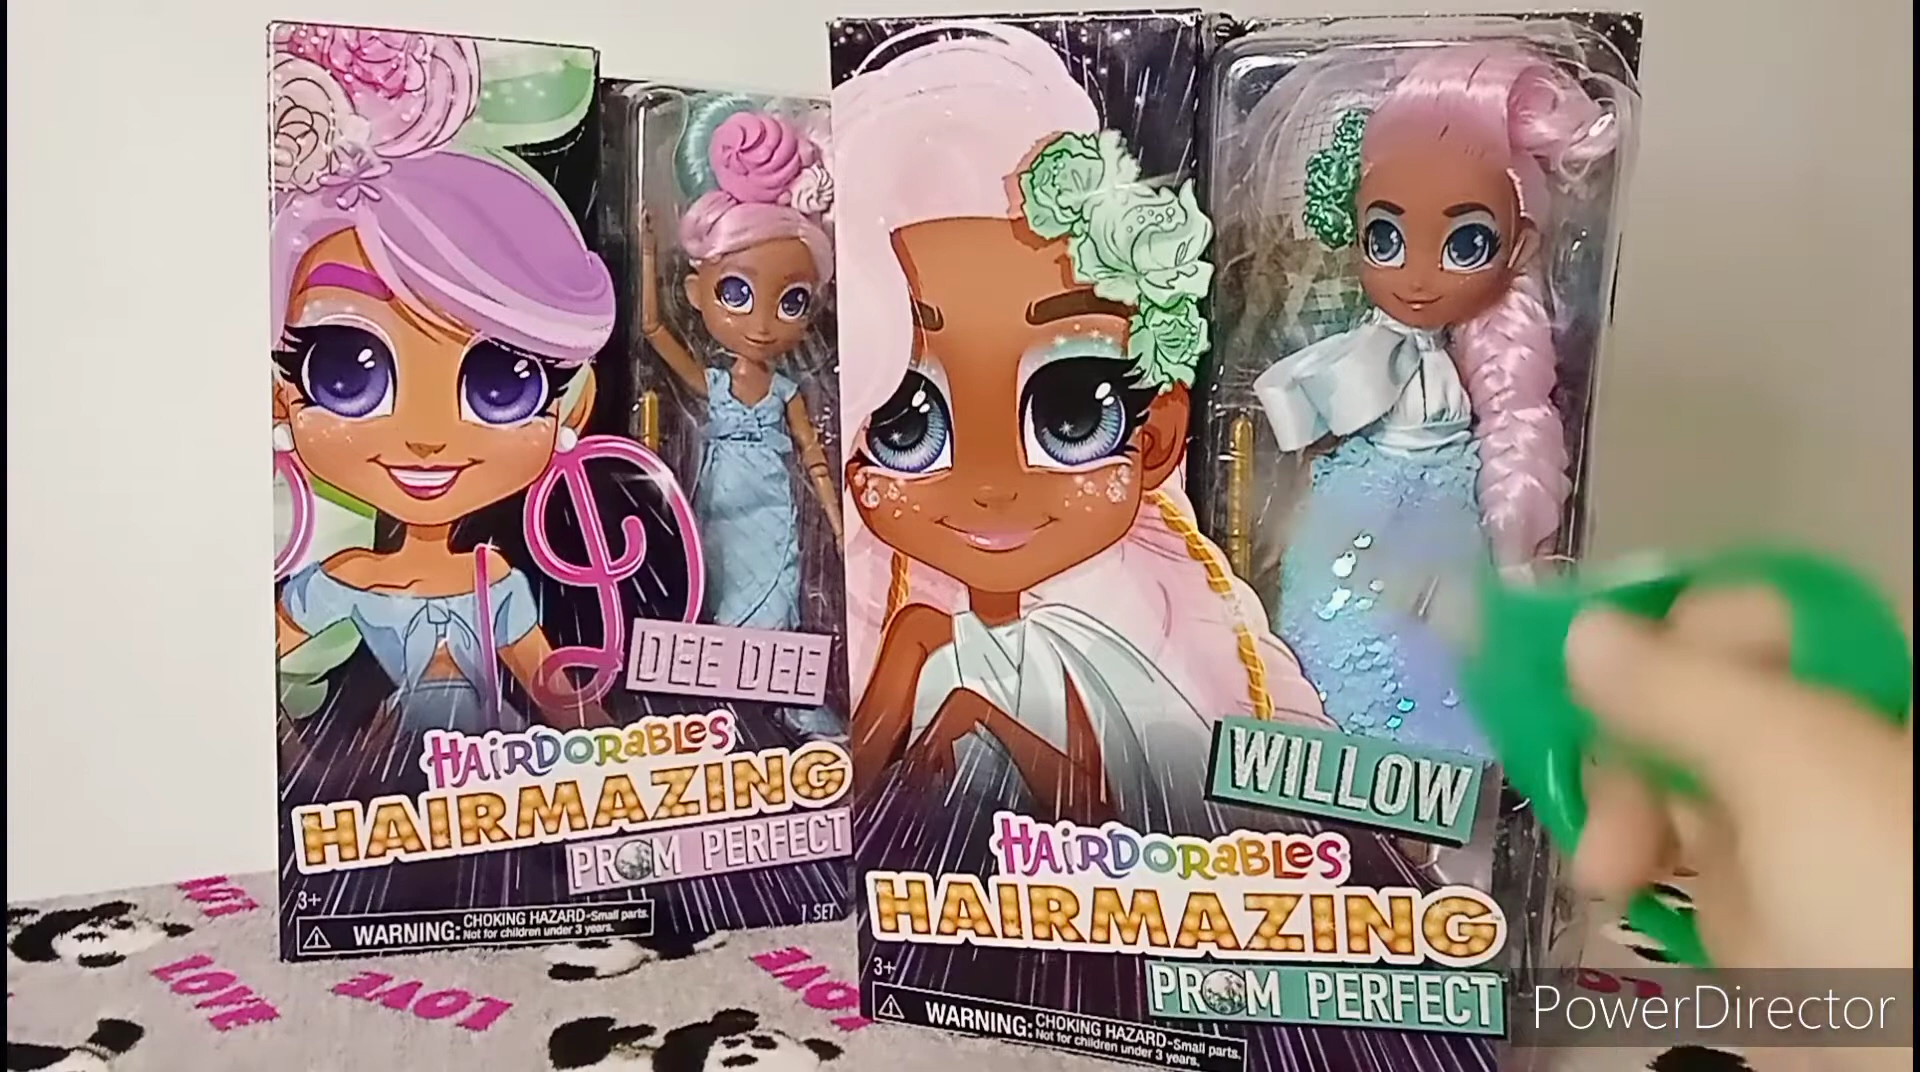 DEE DEE
HAIRDORABLES
HAIRMAZING
PROM PERFECT
3+
1 SET
WARNING: CHOKING HAZARD-Small parts.
Not for children under 3 years.
WILLOW
HAIRDORABLES
HAIRMAZING
PROM PERFECT
3+
WARNING: CHOKING HAZARD-Small parts.
Not for children under 3 years.
LOVE
LOVE
LOVE
PowerDirector